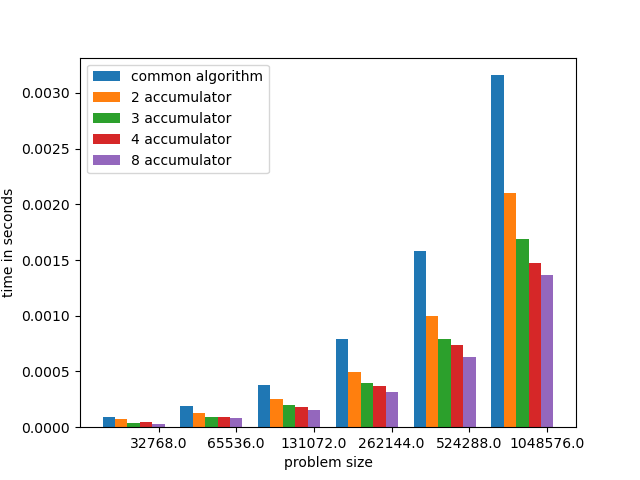 common algorithm
2 accumulator
3 accumulator
4 accumulator
8 accumulator
time in seconds
0.0030
0.0025
0.0020
0.0015
0.0010
0.0005
0.0000
32768.0 65536.0 131072.0 262144.0 524288.0 1048576.0
problem size